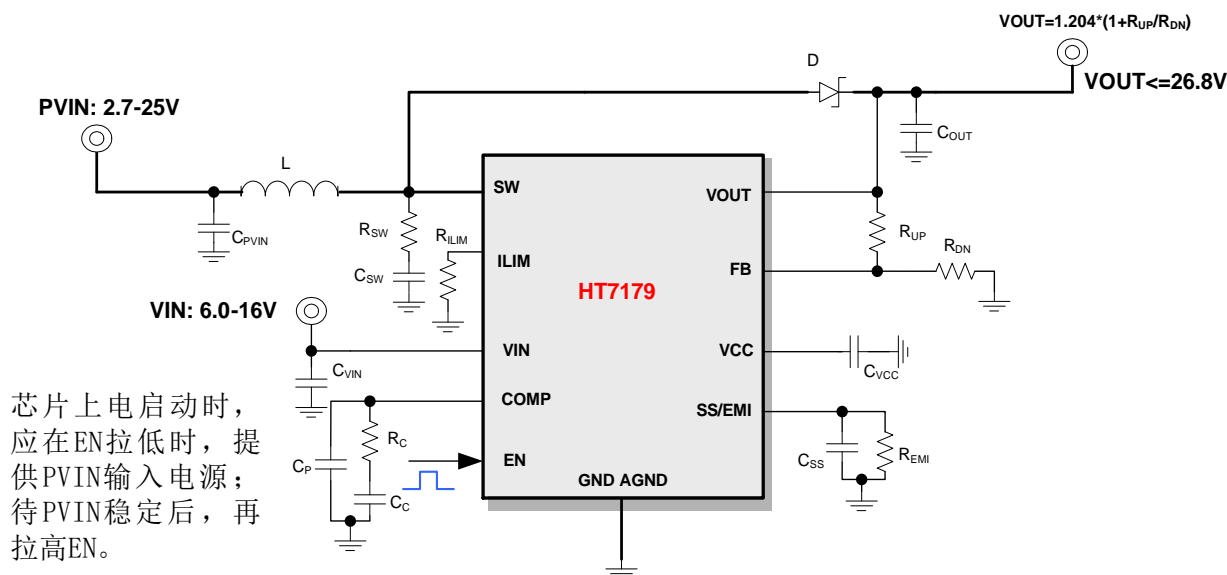 VOUT=1.204*(1+RUP/RDN)
D
VOUT<=26.8V
PVIN: 2.7-25V
COUT
L
SW
VOUT
CPVIN
RSW
RILIM
RUP
RDN
CSW
ILIM
FB
HT7179
VIN: 6.0-16V
VIN
VCC
CVIN
CVCC
COMP
SS/EMI
芯片上电启动时，
应在EN拉低时，提
供PVIN输入电源；
待PVIN稳定后，再
拉高EN。
RC
CP
EN
CSS
REMI
CC
GND AGND